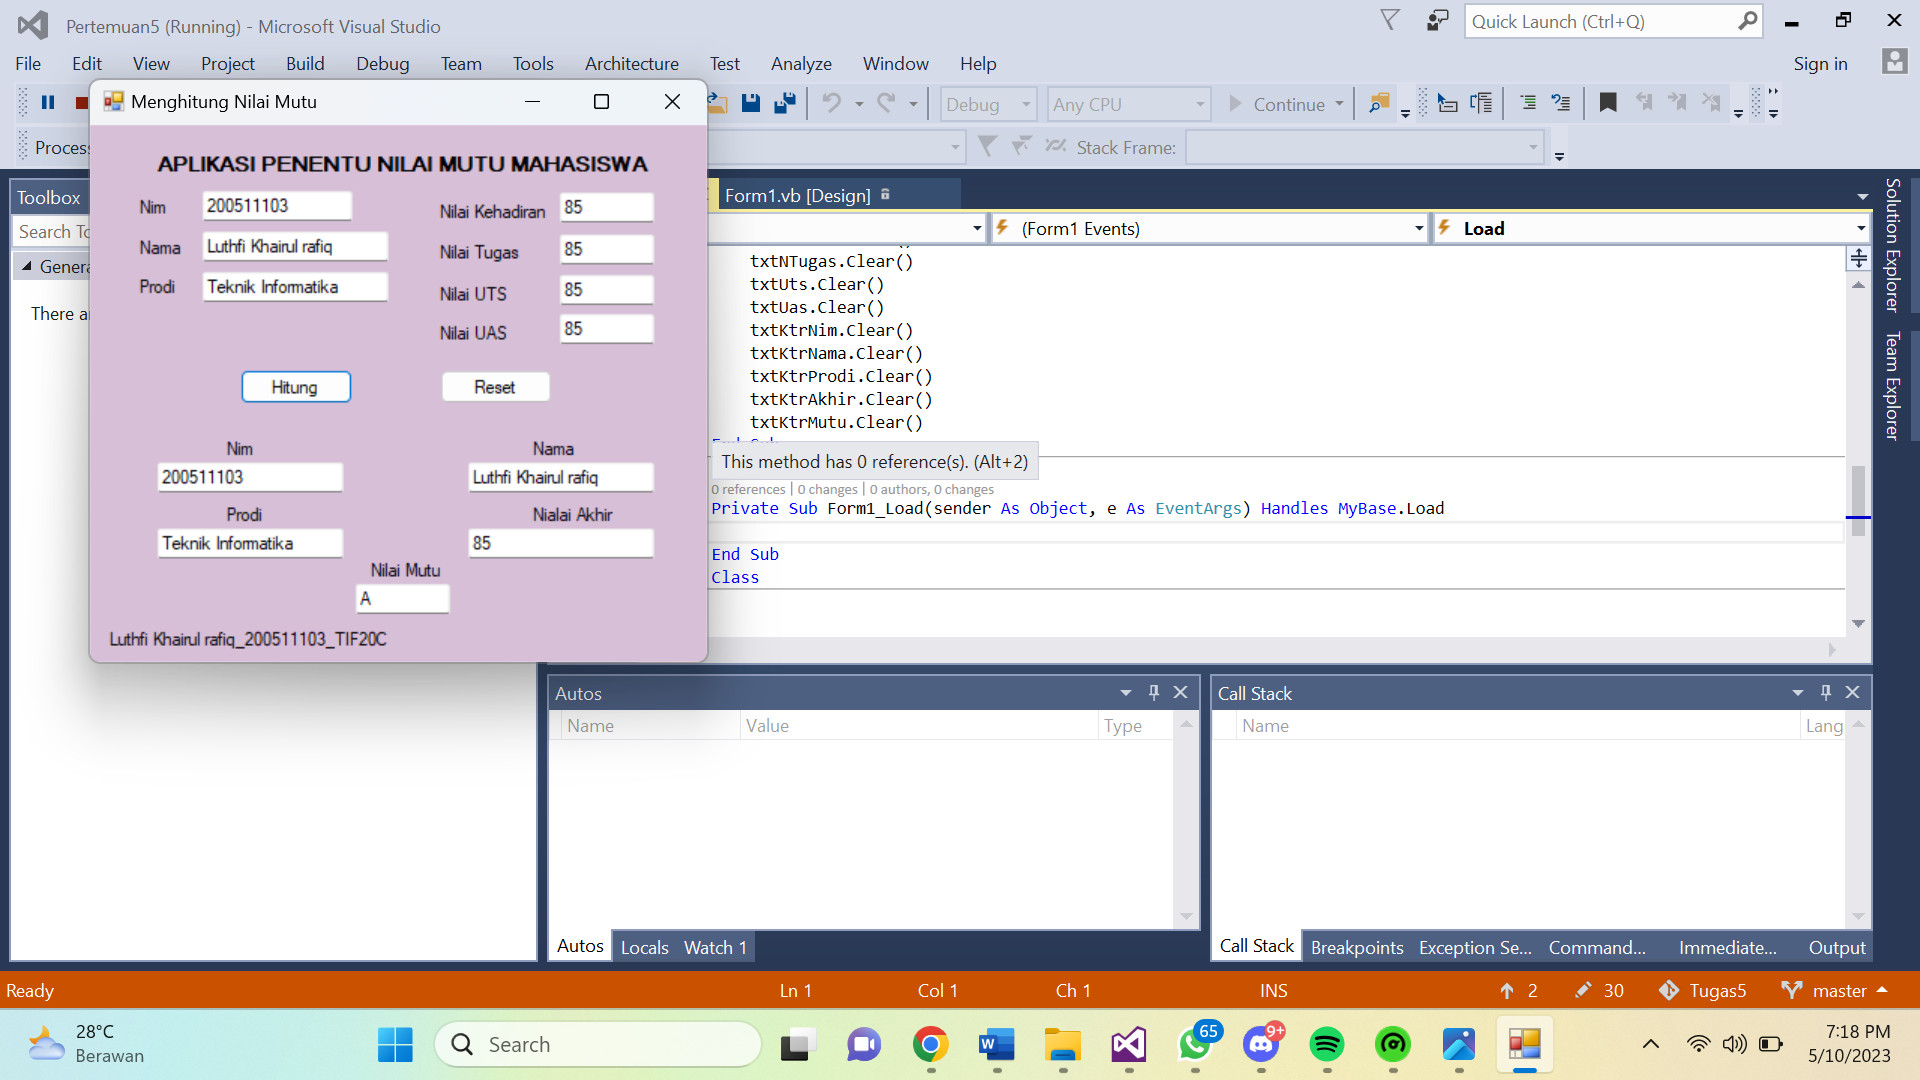 Pertemuan5 (Running) - Microsoft Visual Studio
Quick Launch (Ctrl+Q)
File Edit View Project Build Debug Team Tools Architecture Test Analyze Window Help
Sign in
Debug Any CPU Continue
Process
Stack Frame:
Menghitung Nilai Mutu
APLIKASI PENENTU NILAI MUTU MAHASISWA
Nim 200511103
Nama Luthfi Khairul rafiq
Prodi Teknik Informatika
Nilai Kehadiran 85
Nilai Tugas 85
Nilai UTS 85
Nilai UAS 85
Hitung Reset
Nim Nama
200511103 Luthfi Khairul rafiq
Prodi Nialai Akhir
Teknik Informatika 85
Nilai Mutu
A
Luthfi Khairul rafiq_200511103_TIF20C
Toolbox
Search To
Genera
There a
Form1.vb [Design]
(Form1 Events) Load
txtNTugas.Clear()
txtUts.Clear()
txtUas.Clear()
txtKtrNim.Clear()
txtKtrNama.Clear()
txtKtrProdi.Clear()
txtKtrAkhir.Clear()
txtKtrMutu.Clear()
End Sub
This method has 0 reference(s). (Alt+2)
0 references | 0 changes | 0 authors, 0 changes
Private Sub Form1_Load(sender As Object, e As EventArgs) Handles MyBase.Load
End Sub
Class
Solution Explorer
Team Explorer
Autos
Name Value Type
Autos Locals Watch 1
Call Stack
Name Lang
Call Stack Breakpoints Exception Se... Command... Immediate... Output
Ready Ln 1 Col 1 Ch 1 INS 2 30 Tugas5 master
28°C
Berawan
Search
65
9+
7:18 PM
5/10/2023